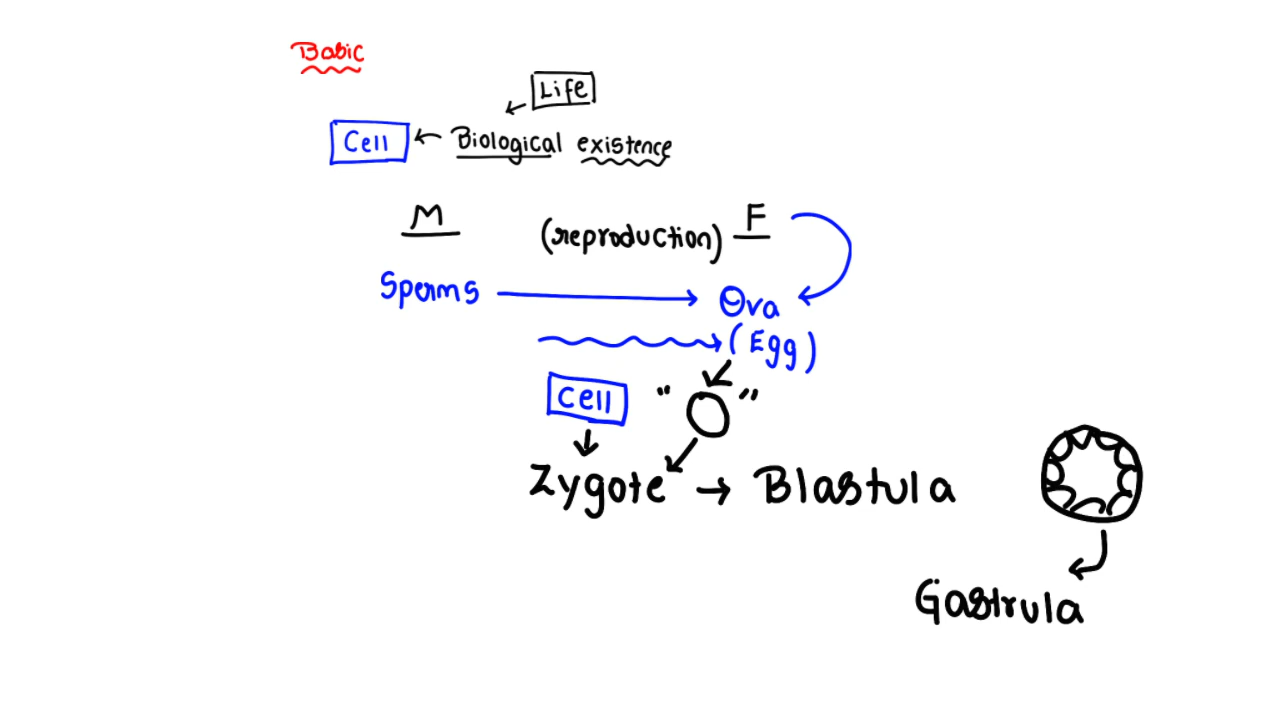 Basic
Life
Cell ← Biological existence
M (reproduction) F
Sperms → Ova
(Egg)
Cell " O "
Zygote → Blastula
Gastrula